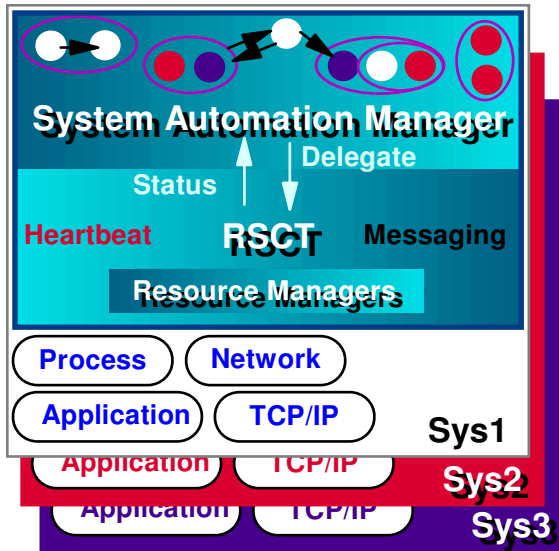 System Automation Manager
Delegate
Status
Heartbeat RSCT Messaging
Resource Managers
Process Network
Application TCP/IP
Sys1
Application TCP/IP
Sys2
Application TCP/IP
Sys3